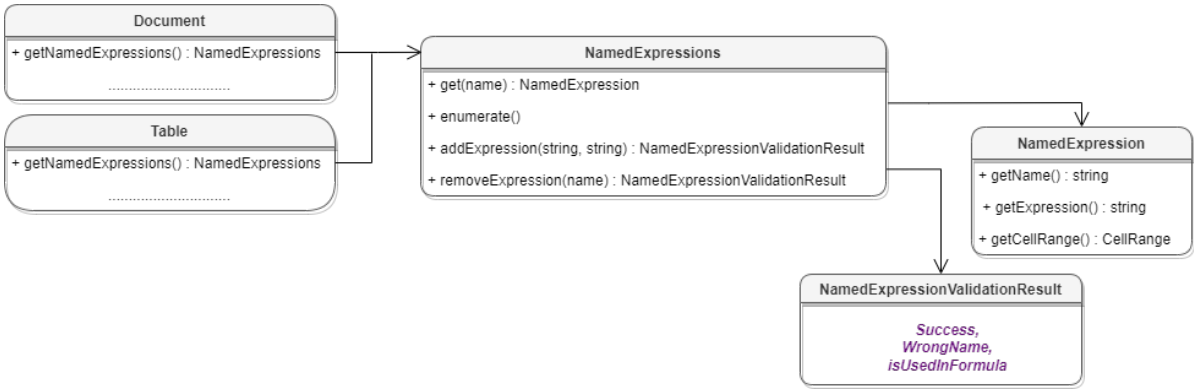 Document
+ getNamedExpressions() : NamedExpressions
..............................
Table
+ getNamedExpressions() : NamedExpressions
..............................
NamedExpressions
+ get(name) : NamedExpression
+ enumerate()
+ addExpression(string, string) : NamedExpressionValidationResult
+ removeExpression(name) : NamedExpressionValidationResult
NamedExpression
+ getName() : string
+ getExpression() : string
+ getCellRange() : CellRange
NamedExpressionValidationResult
Success,
WrongName,
isUsedInFormula